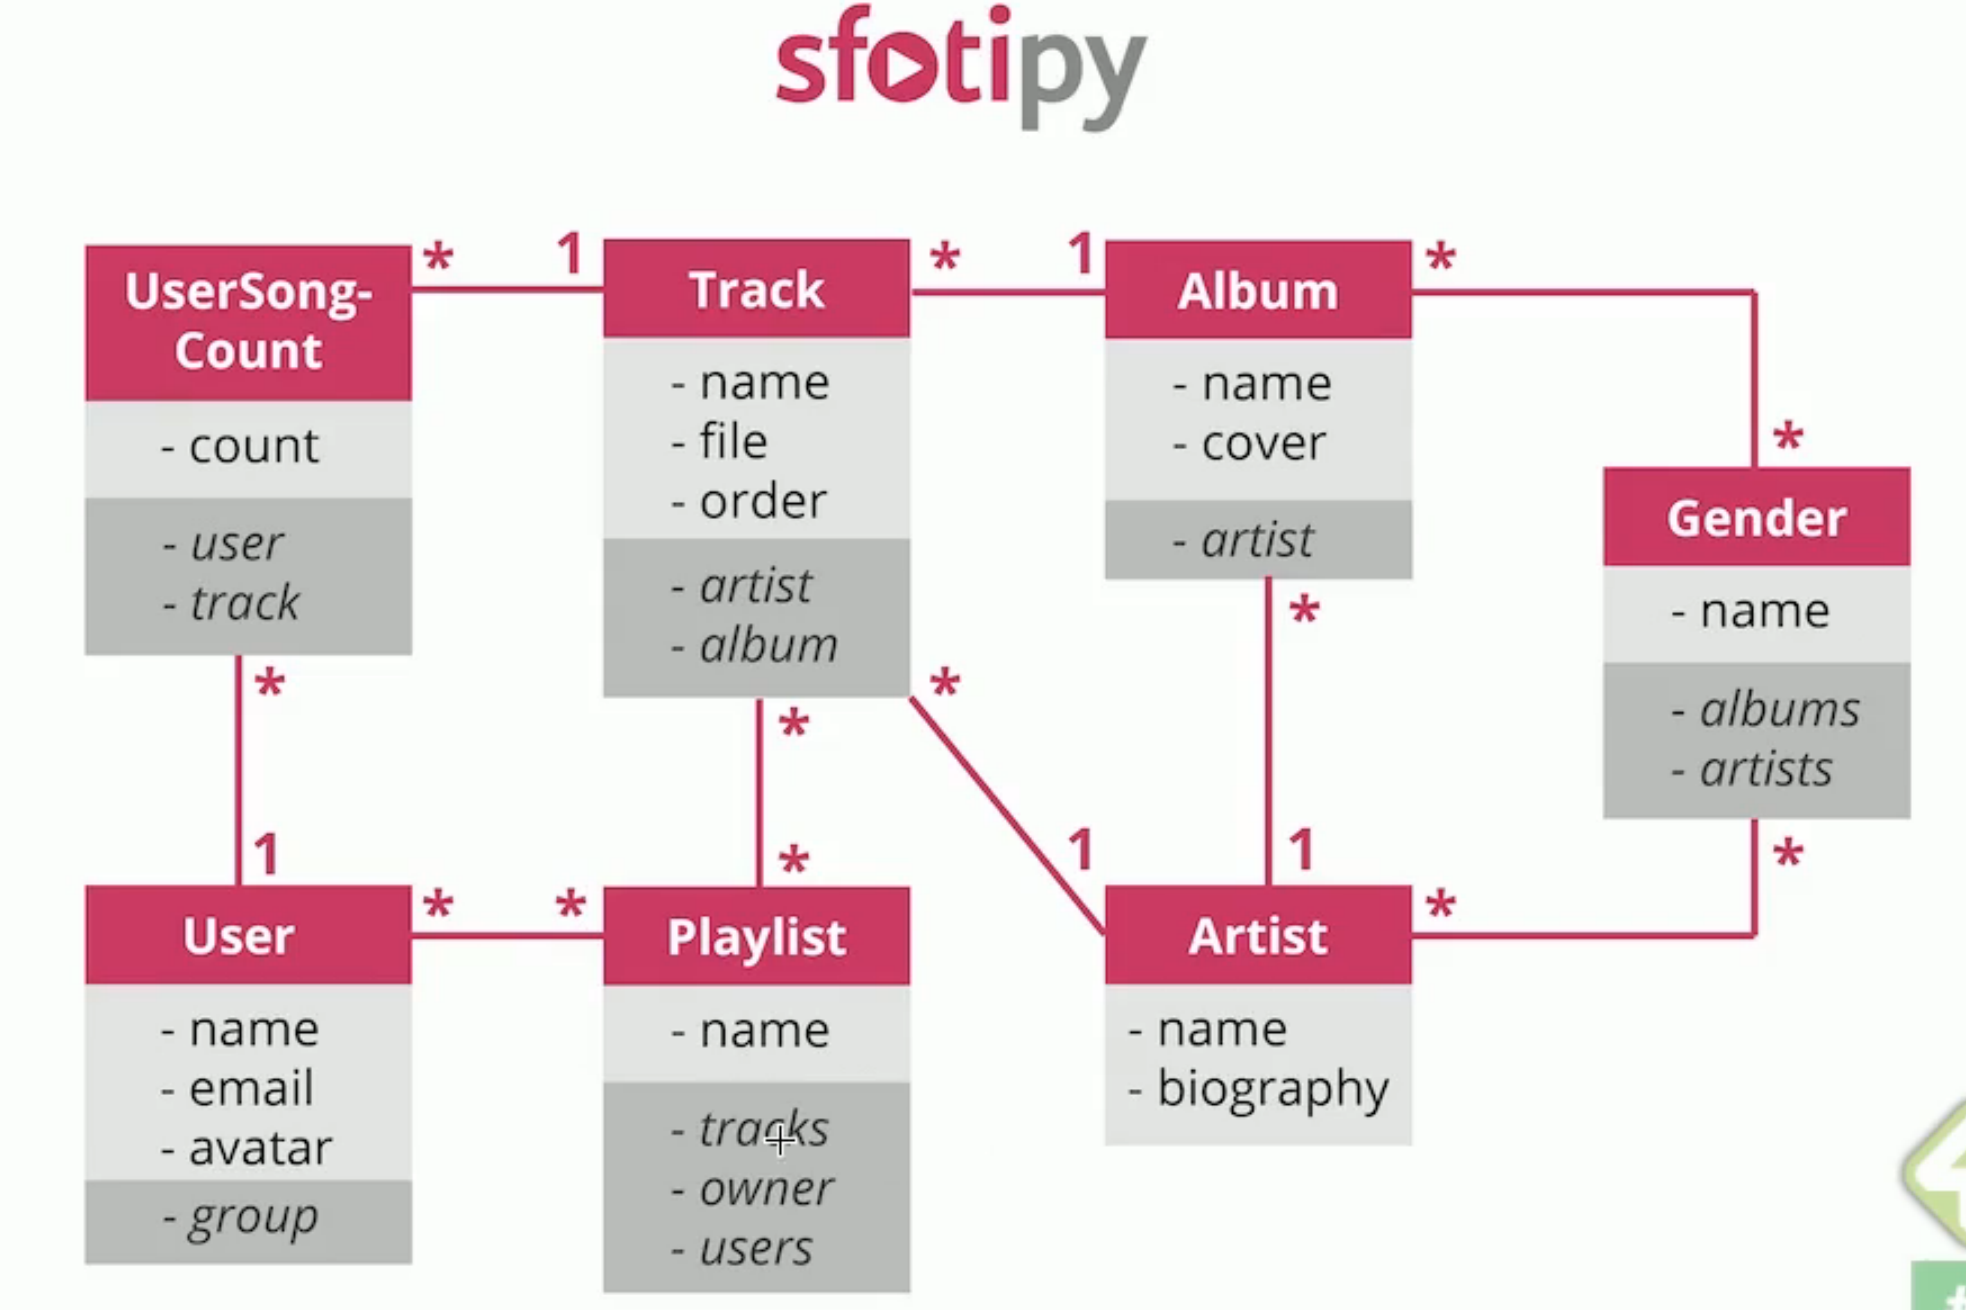 sfotipy
* 1 * 1 *
UserSong-
Count
- count
- user
- track
Track
- name
- file
- order
- artist
- album
Album
- name
- cover
- artist
*
Gender
- name
- albums
- artists
* * * *
* 1 1 *
1 * * *
User
- name
- email
- avatar
- group
Playlist
- name
- tracks
- owner
- users
Artist
- name
- biography